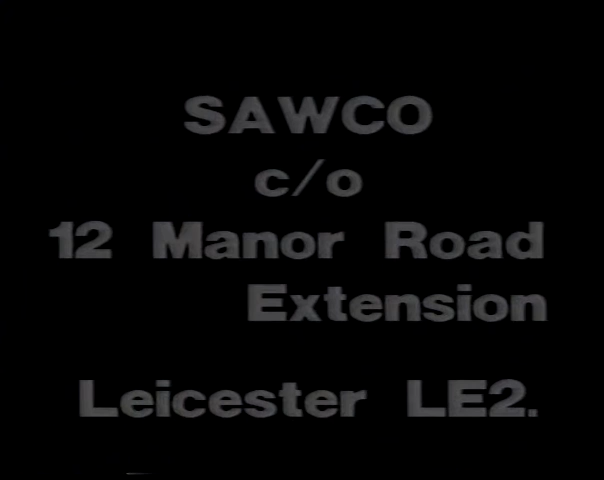 SAWCO
c/o
12 Manor Road
Extension
Leicester LE2.